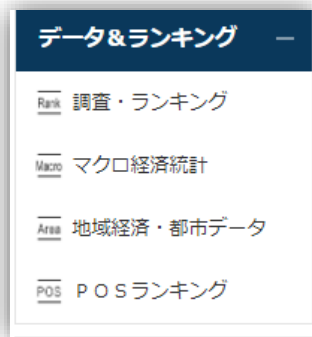 データ&ランキング －
Rank 調査・ランキング
Macro マクロ経済統計
Area 地域経済・都市データ
POS ＰＯＳランキング